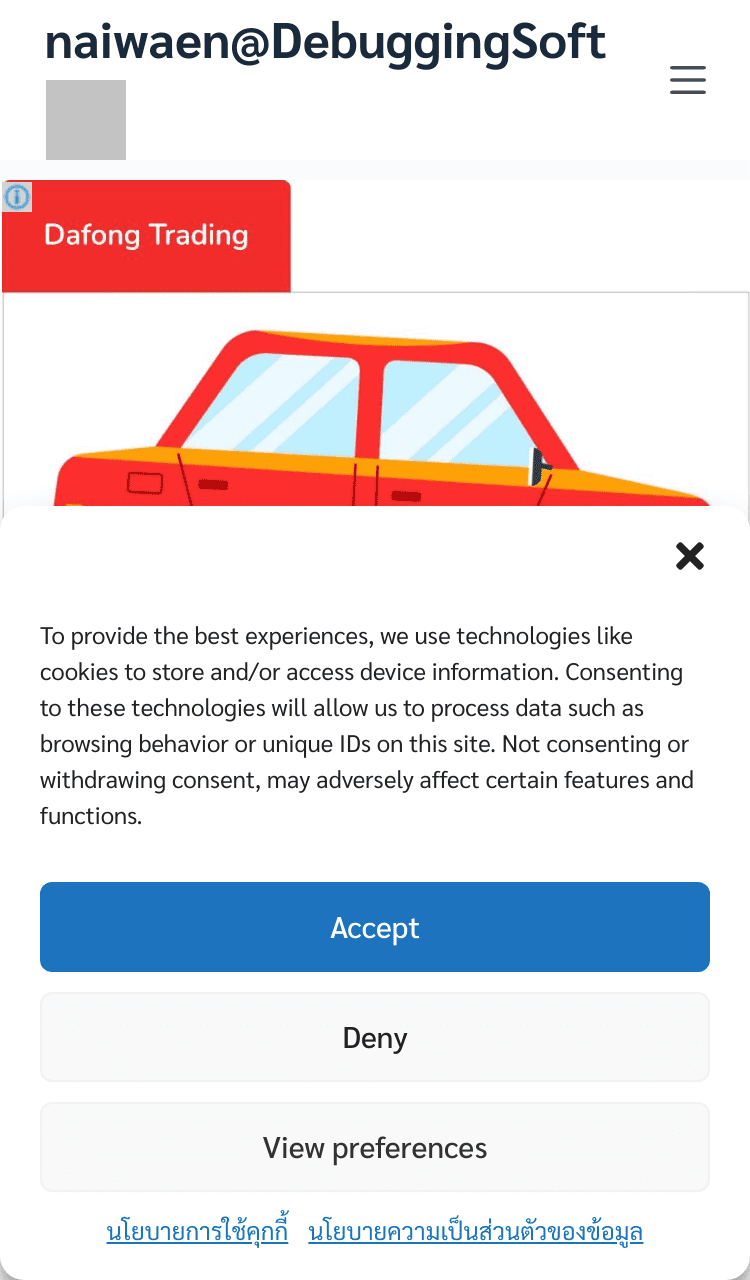 naiwaen@DebuggingSoft
Dafong Trading
To provide the best experiences, we use technologies like
cookies to store and/or access device information. Consenting
to these technologies will allow us to process data such as
browsing behavior or unique IDs on this site. Not consenting or
withdrawing consent, may adversely affect certain features and
functions.
Accept
Deny
View preferences
นโยบายการใช้คุกกี้ นโยบายความเป็นส่วนตัวของข้อมูล